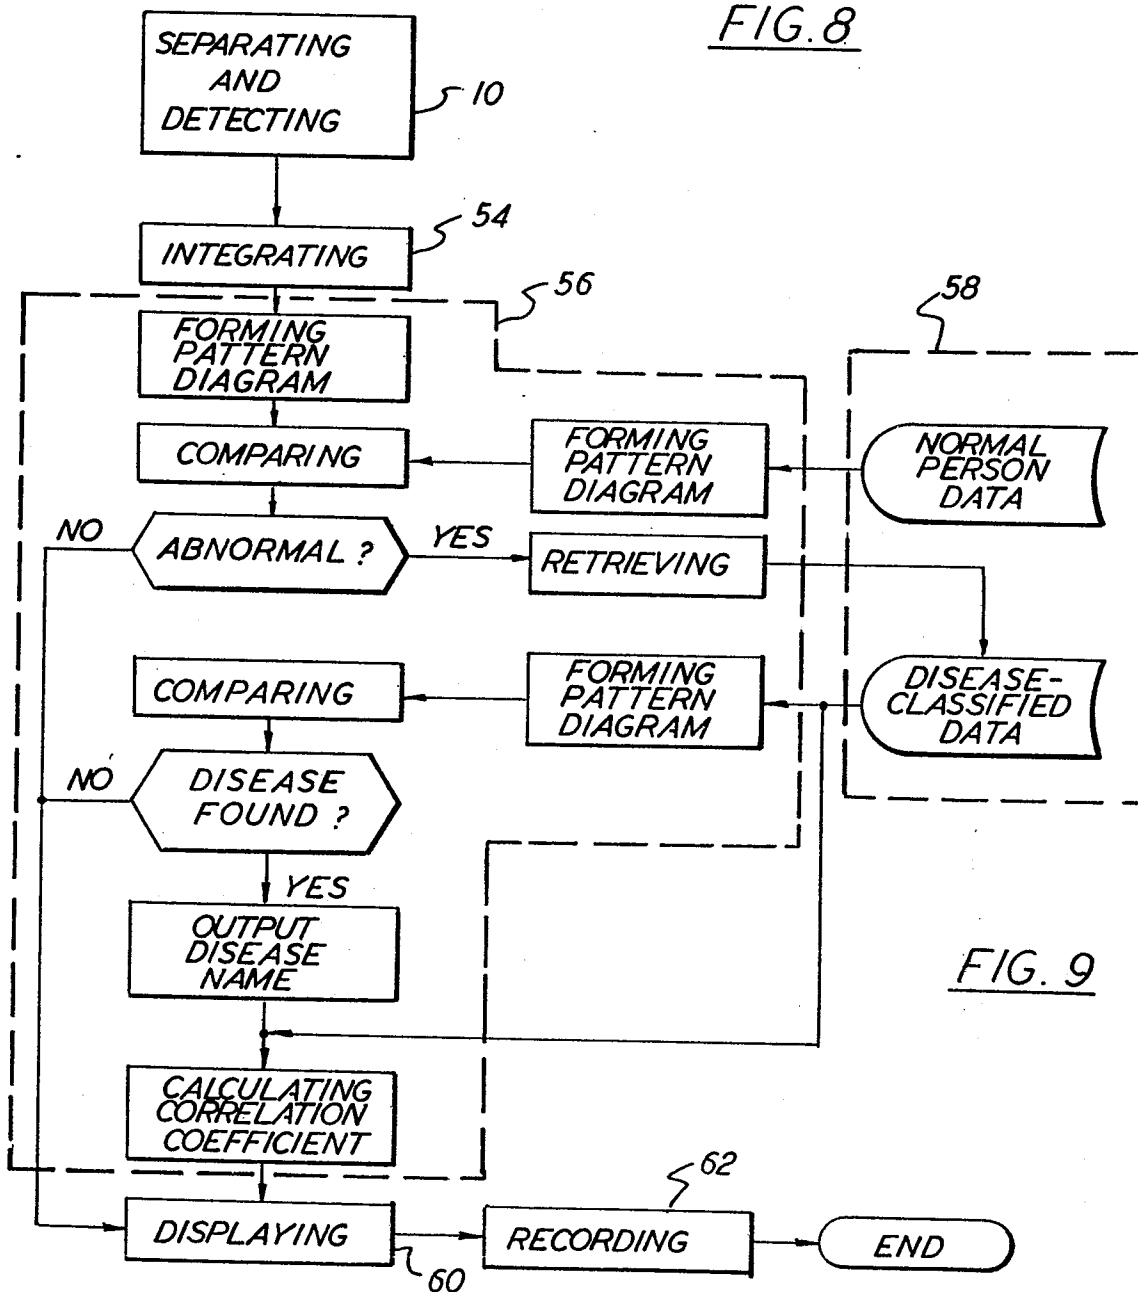 FIG. 8
SEPARATING
AND
DETECTING
10
INTEGRATING
54
56
58
FORMING
PATTERN
DIAGRAM
COMPARING
FORMING
PATTERN
DIAGRAM
NORMAL
PERSON
DATA
NO
ABNORMAL ?
YES
RETRIEVING
COMPARING
FORMING
PATTERN
DIAGRAM
DISEASE-
CLASSIFIED
DATA
NO
DISEASE
FOUND ?
YES
OUTPUT
DISEASE
NAME
FIG. 9
CALCULATING
CORRELATION
COEFFICIENT
DISPLAYING
60
RECORDING
62
END